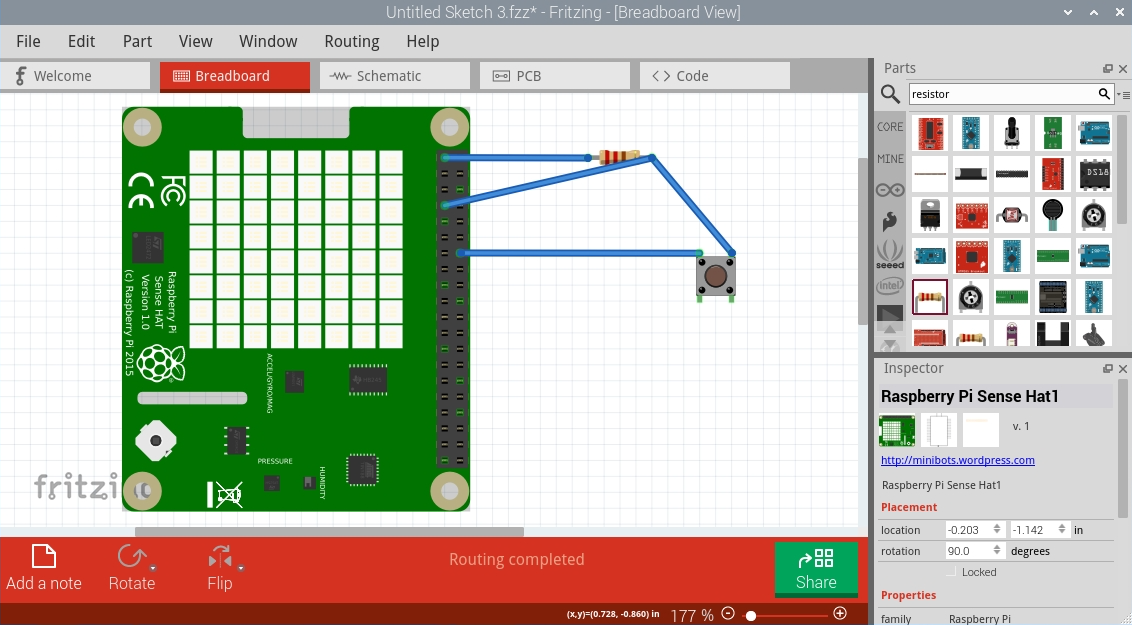 Untitled Sketch 3.fzz* - Fritzing - [Breadboard View]
File Edit Part View Window Routing Help
Welcome Breadboard Schematic PCB Code
Parts
resistor
CORE
MINE
seeed
intel
DS18
CE FC
Raspberry Pi
Sense HAT
Version 1.0
(c) Raspberry Pi 2015
ACCEL/GYRO/MAG
PRESSURE
HUMIDITY
fritzi
Inspector
Raspberry Pi Sense Hat1
v. 1
http://minibots.wordpress.com
Raspberry Pi Sense Hat1
Placement
location -0.203 -1.142 in
rotation 90.0 degrees
Locked
Properties
family Raspberry Pi
Add a note Rotate Flip
Routing completed
Share
(x,y)=(0.728, -0.860) in 177 %